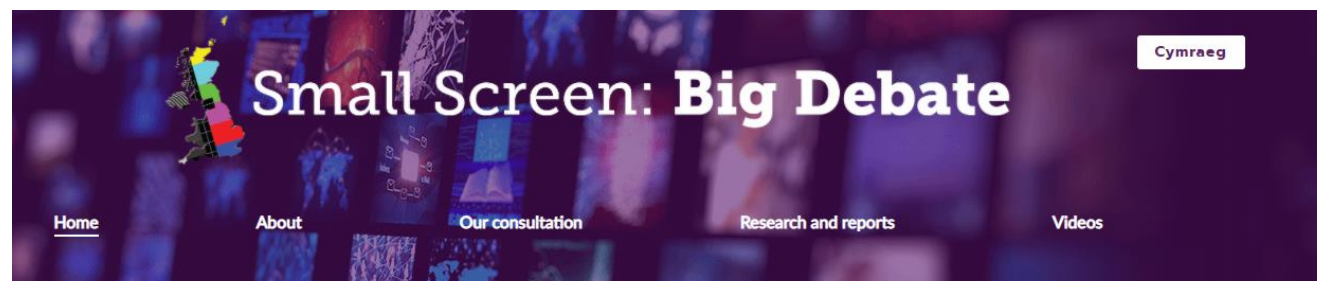 Cymraeg
Small Screen: Big Debate
Home About Our consultation Research and reports Videos